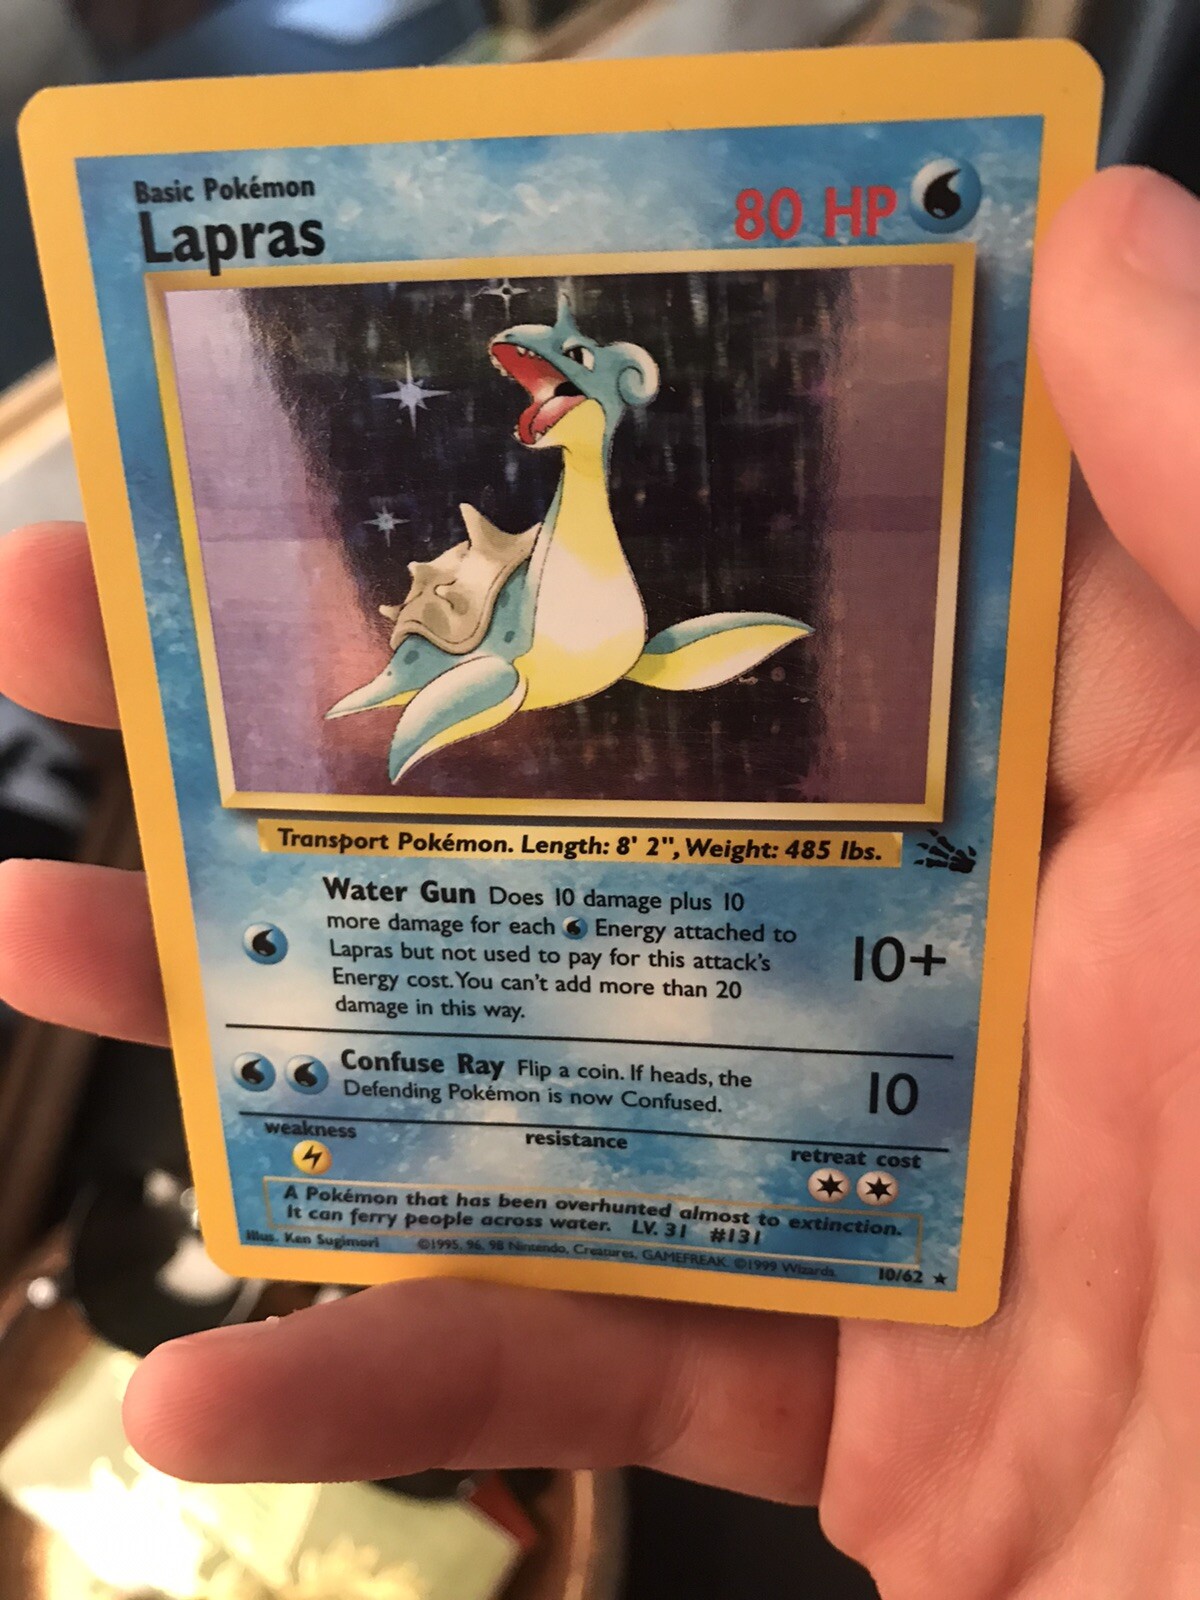 Basic Pokémon
Lapras
80 HP
Transport Pokémon. Length: 8' 2", Weight: 485 lbs.
Water Gun Does 10 damage plus 10
more damage for each Energy attached to
Lapras but not used to pay for this attack's
Energy cost. You can't add more than 20
damage in this way.
10+
Confuse Ray Flip a coin. If heads, the
Defending Pokémon is now Confused.
10
weakness
resistance
retreat cost
A Pokémon that has been overhunted almost to extinction.
It can ferry people across water. LV. 31 #131
Illus. Ken Sugimori ©1995, 96, 98 Nintendo, Creatures, GAMEFREAK. ©1999 Wizards. 10/62 ★